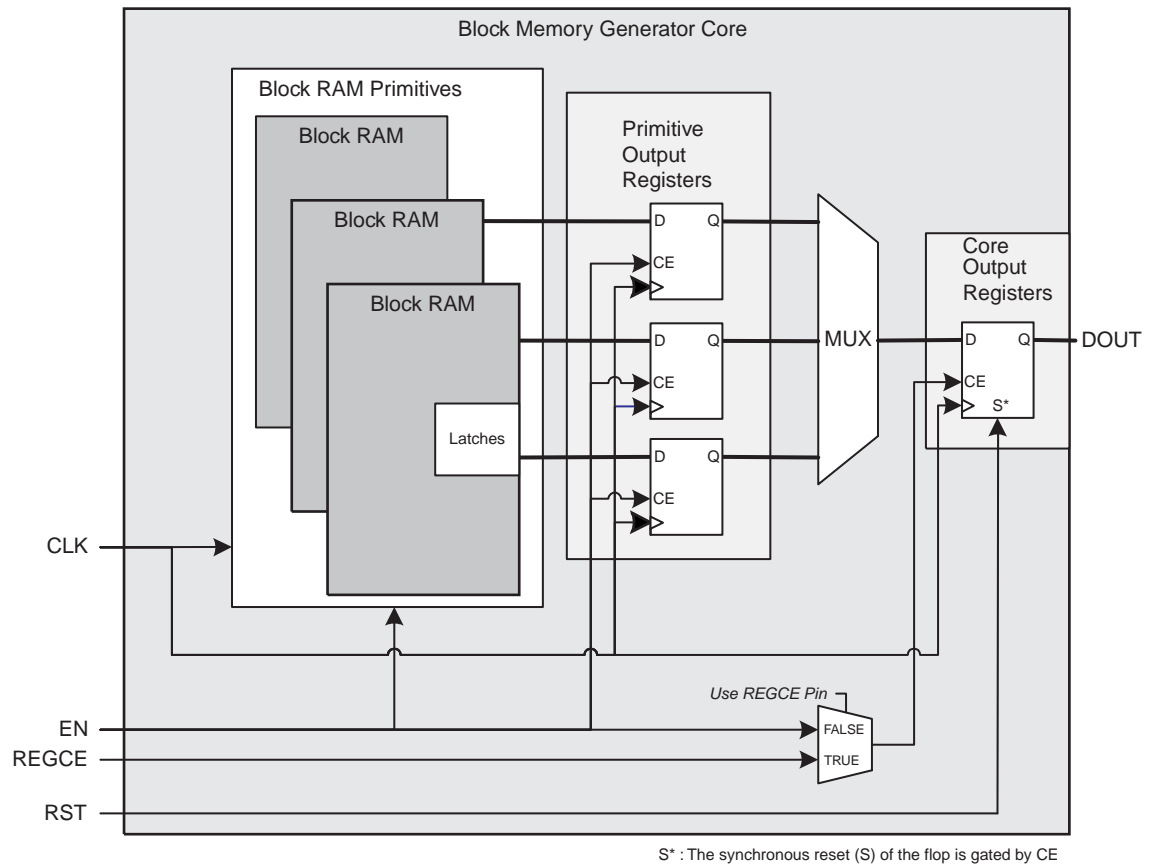 Block Memory Generator Core
Block RAM Primitives
Block RAM
Block RAM
Block RAM
Latches
Primitive
Output
Registers
D Q
CE
D Q
CE
D Q
CE
MUX
Core
Output
Registers
D Q
CE
S*
DOUT
CLK
EN
REGCE
RST
Use REGCE Pin
FALSE
TRUE
S* : The synchronous reset (S) of the flop is gated by CE